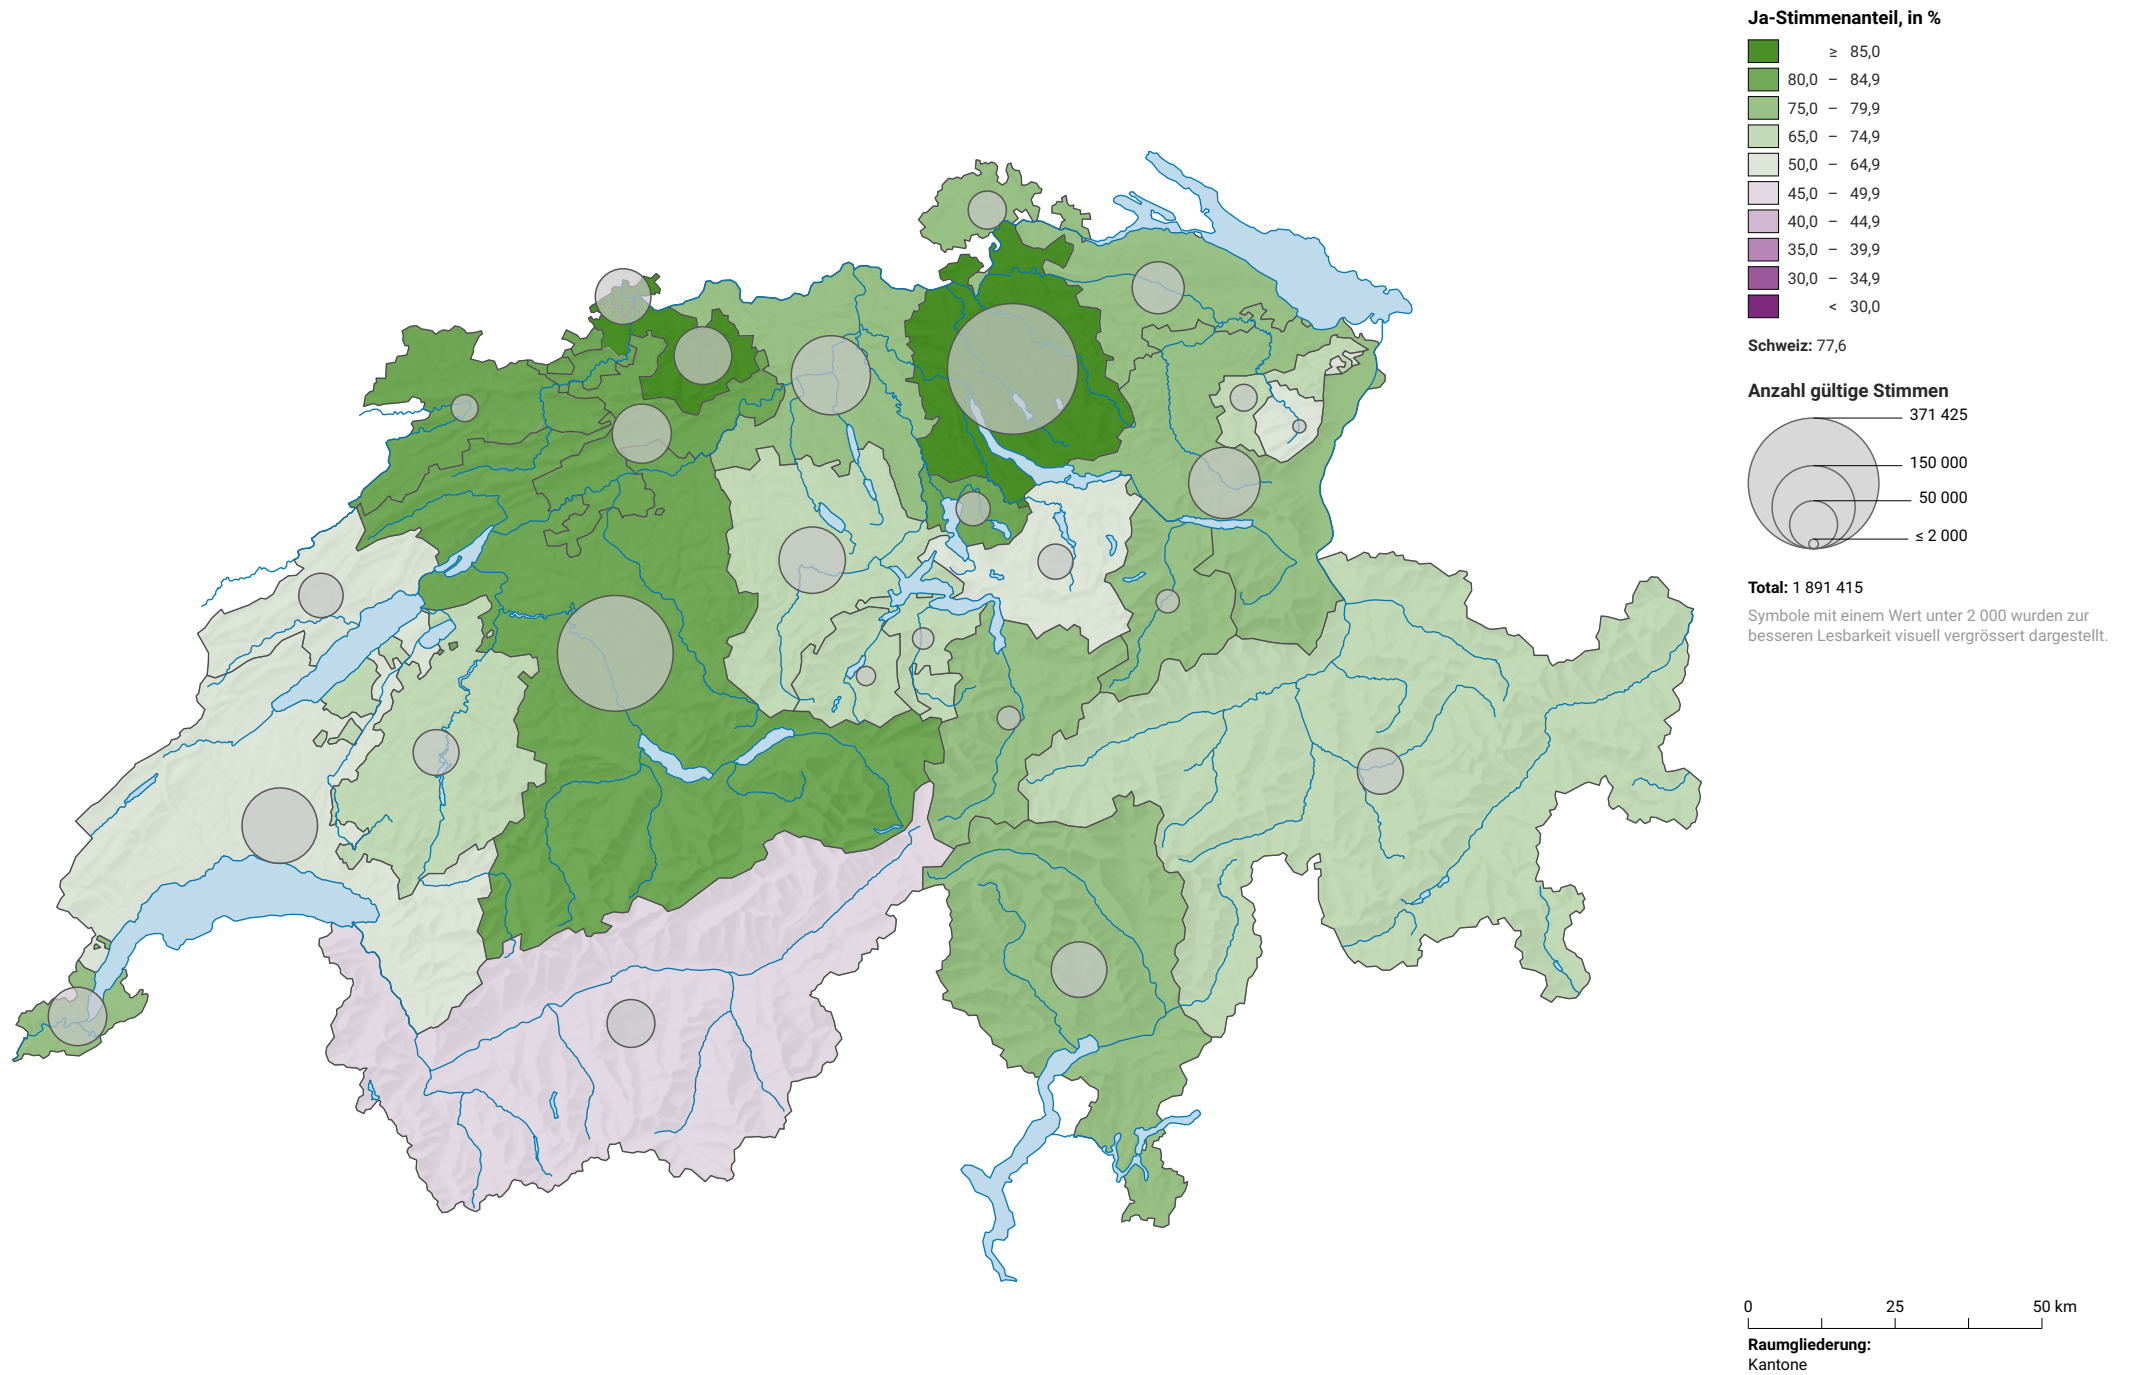 Ja-Stimmenanteil, in %
≥ 85,0
80,0 – 84,9
75,0 – 79,9
65,0 – 74,9
50,0 – 64,9
45,0 – 49,9
40,0 – 44,9
35,0 – 39,9
30,0 – 34,9
< 30,0
Schweiz: 77,6
Anzahl gültige Stimmen
371 425
150 000
50 000
≤ 2 000
Total: 1 891 415
Symbole mit einem Wert unter 2 000 wurden zur
besseren Lesbarkeit visuell vergrössert dargestellt.
0 25 50 km
Raumgliederung:
Kantone